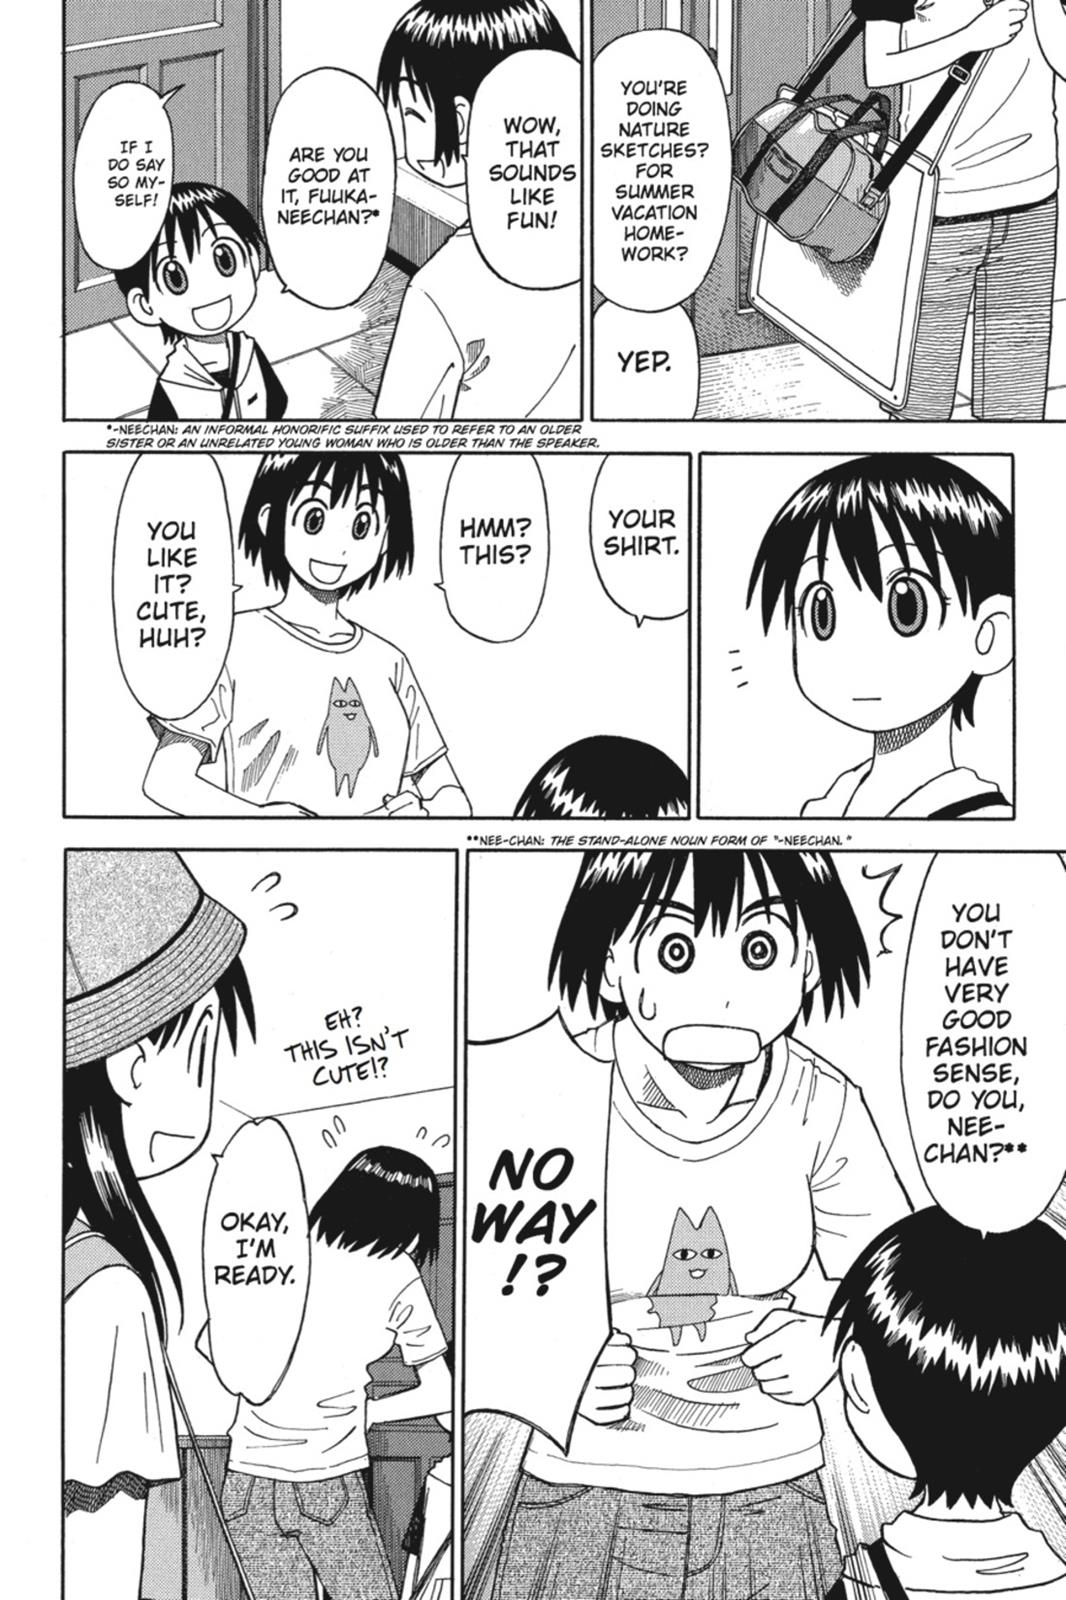 YOU'RE
DOING
NATURE
SKETCHES?
FOR
SUMMER
VACATION
HOME-
WORK?
YEP.
WOW,
THAT
SOUNDS
LIKE
FUN!
ARE YOU
GOOD AT
IT, FUUKA-
NEECHAN?*
IF I
DO SAY
SO MY-
SELF!
*-NEECHAN: AN INFORMAL HONORIFIC SUFFIX USED TO REFER TO AN OLDER
SISTER OR AN UNRELATED YOUNG WOMAN WHO IS OLDER THAN THE SPEAKER.
YOUR
SHIRT.
HMM?
THIS?
YOU
LIKE
IT?
CUTE,
HUH?
**NEE-CHAN: THE STAND-ALONE NOUN FORM OF "-NEECHAN."
YOU
DON'T
HAVE
VERY
GOOD
FASHION
SENSE,
DO YOU,
NEE-
CHAN?**
NO
WAY
!?
EH?
THIS ISN'T
CUTE!?
OKAY,
I'M
READY.